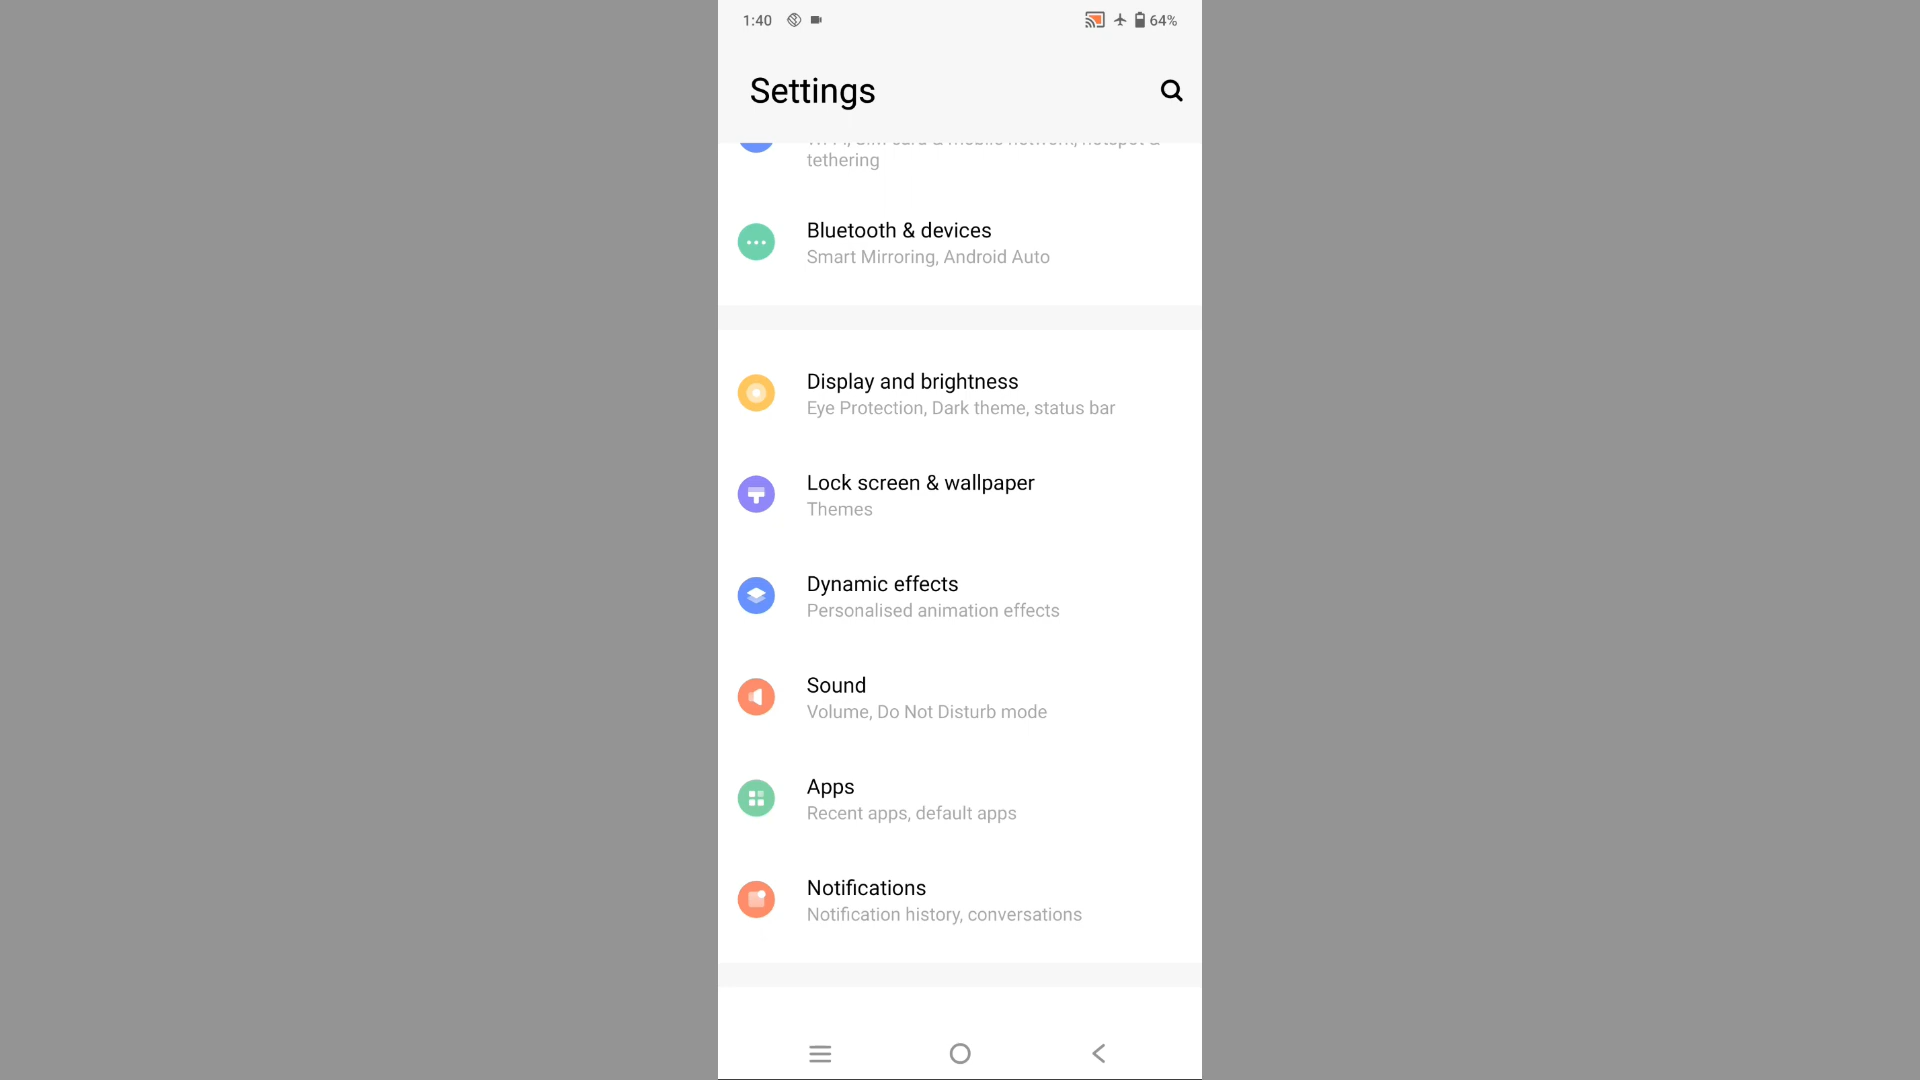 1:40
64%
Settings
tethering
Bluetooth & devices
Smart Mirroring, Android Auto
Display and brightness
Eye Protection, Dark theme, status bar
Lock screen & wallpaper
Themes
Dynamic effects
Personalised animation effects
Sound
Volume, Do Not Disturb mode
Apps
Recent apps, default apps
Notifications
Notification history, conversations